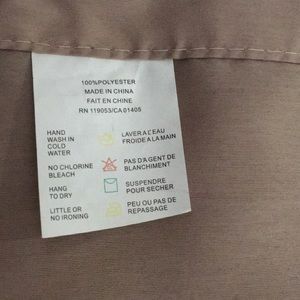 100%POLYESTER
MADE IN CHINA
FAIT EN CHINE
RN 119053/CA 01405
HAND
WASH IN
COLD
WATER
LAVER A L'EAU
FROIDE A LA MAIN
NO CHLORINE
BLEACH
PAS D'AGENT DE
BLANCHIMENT
HANG
TO DRY
SUSPENDRE
POUR SECHER
LITTLE OR
NO IRONING
PEU OU PAS DE
REPASSAGE